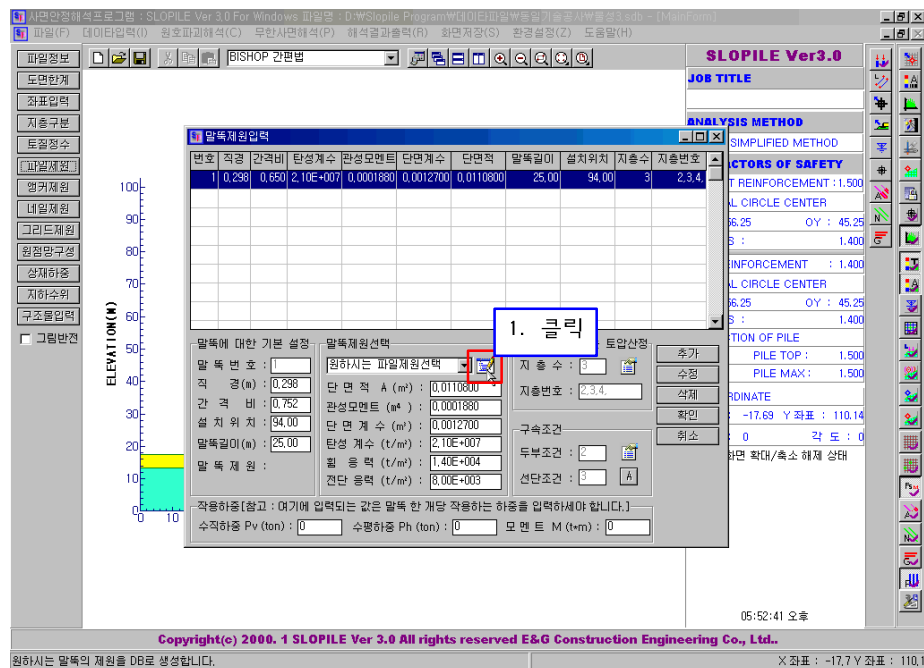 사면안정해석프로그램 : SLOPILE Ver 3.0 For Windows 파일명 : D:₩Slopile Program₩데이타파일₩동일기술공사₩물성3.sdb - [MainForm]
파일(F) 데이타입력(I) 원호파괴해석(C) 무한사면해석(P) 해석결과출력(R) 화면저장(S) 환경설정(Z) 도움말(H)
파일정보
BISHOP 간편법
도면한계
좌표입력
지층구분
토질정수
파일제원
앵커제원
네일제원
그리드제원
원점망구성
상재하중
지하수위
구조물입력
그림반전
ELEVATION(M)
100
90
80
70
60
50
40
30
20
10
0
0 10
말뚝제원입력
번호 직경 간격비 탄성계수 관성모멘트 단면계수 단면적 말뚝길이 설치위치 지층수 지층번호
1 0,298 0,650 2,10E+007 0,0001880 0,0012700 0,0110800 25,00 94,00 3 2,3,4,
1. 클릭
말뚝에 대한 기본 설정
말 뚝 번 호 : 1
직 경(m) : 0,298
간 격 비 : 0,752
설 치 위 치 : 94,00
말뚝길이(m) : 25,00
말 뚝 제 원 :
말뚝제원선택
원하시는 파일제원선택
단 면 적 A (m²) : 0,0110800
관성모멘트 (m⁴ ) : 0,0001880
단 면 계 수 (m³) : 0,0012700
탄성 계수 (t/m²) : 2,10E+007
휨 응 력 (t/m²) : 1,40E+004
전단 응력 (t/m²) : 8,00E+003
토압산정
지 층 수 : 3
지층번호 : 2,3,4,
구속조건
두부조건 : 2
선단조건 : 3 A
추가
수정
삭제
확인
취소
작용하중[참고 : 여기에 입력되는 값은 말뚝 한 개당 작용하는 하중을 입력하세야 합니다.]
수직하중 Pv (ton) : 0 수평하중 Ph (ton) : 0 모 멘 트 M (t*m) : 0
SLOPILE Ver3.0
JOB TITLE
ANALYSIS METHOD
SIMPLIFIED METHOD
CTORS OF SAFETY
T REINFORCEMENT : 1.500
AL CIRCLE CENTER
56.25 OY : 45.25
S : 1.400
EINFORCEMENT : 1.400
AL CIRCLE CENTER
56.25 OY : 45.25
S : 1.400
TION OF PILE
PILE TOP : 1.500
PILE MAX : 1.500
RDINATE
: -17.69 Y 좌표 : 110.14
: 0 각 도 : 0
화면 확대/축소 해제 상태
05:52:41 오후
Copyright(c) 2000. 1 SLOPILE Ver 3.0 All rights reserved E&G Construction Engineering Co., Ltd..
원하시는 말뚝의 제원을 DB로 생성합니다.
X 좌표 : -17,7 Y 좌표 : 110,1